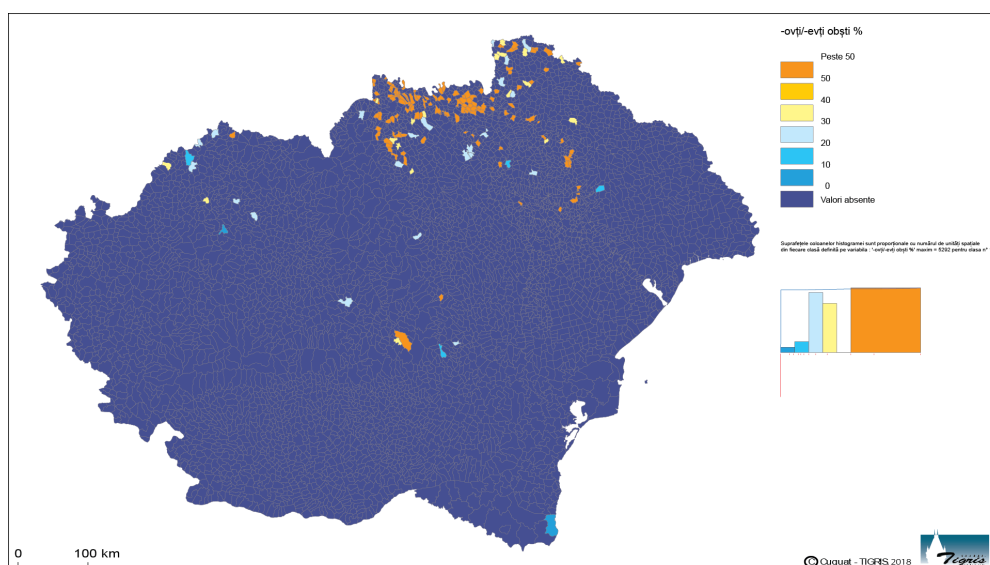 -ovți/-evți obști %
Peste 50
50
40
30
20
10
0
Valori absente
Suprafețele coloanelor histogramei sunt proporționale cu numărul de unități spațiale
din fiecare clasă definită pe variabila : '-ovți/-evți obști %' maxim = 5292 pentru clasa n°
0 100 km
© Cuguat - TIGRIS, 2018
Tigris